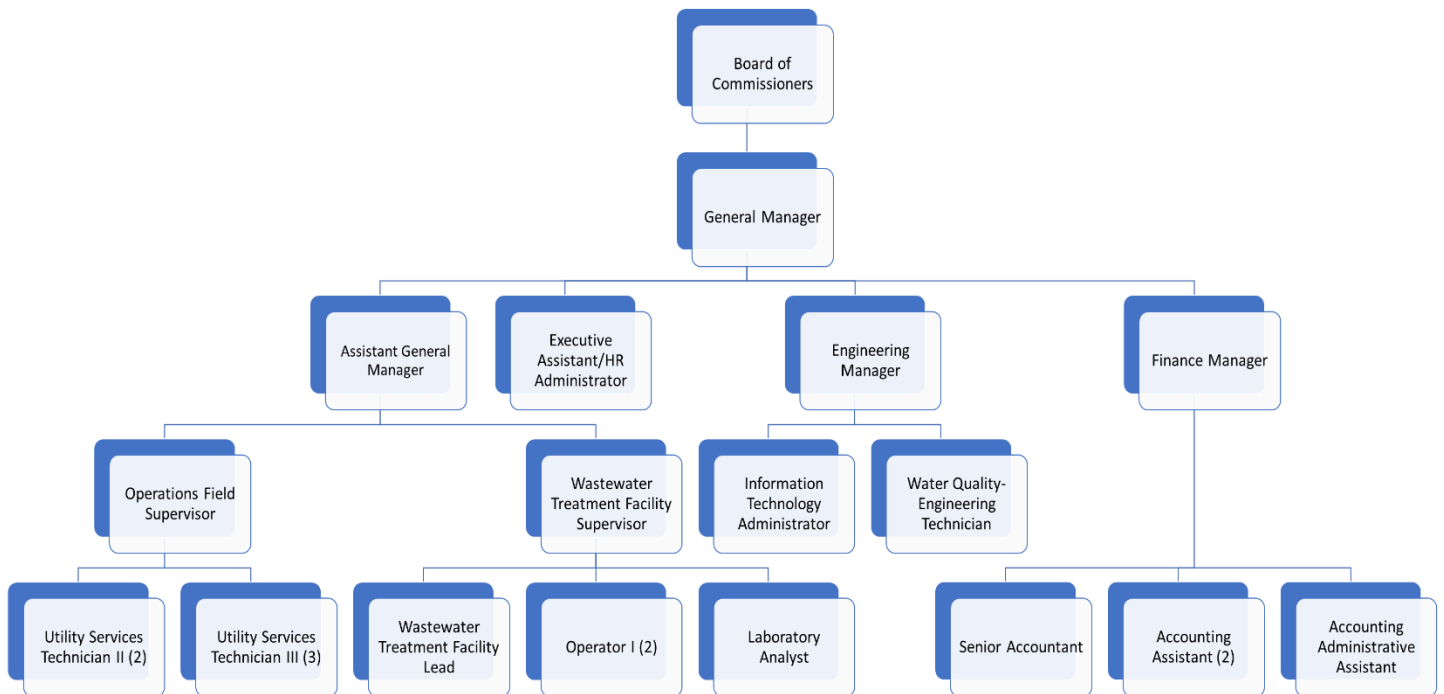 Board of
Commissioners
General Manager
Assistant General
Manager
Executive
Assistant/HR
Administrator
Engineering
Manager
Finance Manager
Operations Field
Supervisor
Wastewater
Treatment Facility
Supervisor
Information
Technology
Administrator
Water Quality-
Engineering
Technician
Utility Services
Technician II (2)
Utility Services
Technician III (3)
Wastewater
Treatment Facility
Lead
Operator I (2)
Laboratory
Analyst
Senior Accountant
Accounting
Assistant (2)
Accounting
Administrative
Assistant